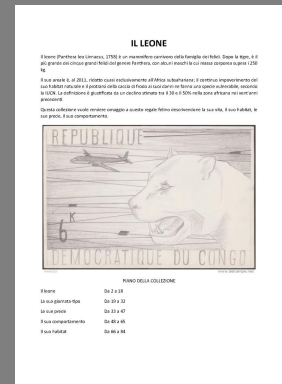 IL LEONE
Il leone (Panthera leo Linnaeus, 1758) è un mammifero carnivoro della famiglia dei felidi. Dopo la tigre, è il
più grande dei cinque grandi felidi del genere Panthera, con alcuni maschi la cui massa corporea supera i 250
kg.
Il suo areale è, al 2011, ridotto quasi esclusivamente all'Africa subsahariana; il continuo impoverimento del
suo habitat naturale e il protrarsi della caccia di frodo ai suoi danni ne fanno una specie vulnerabile, secondo
la IUCN. La definizione è giustificata da un declino stimato tra il 30 e il 50% nella zona africana nei vent'anni
precedenti
Questa collezione vuole rendere omaggio a questo regale felino descrivendone la sua vita, il suo habitat, le
sue prede, il suo comportamento.
REPUBLIQUE
6 K
DEMOCRATIQUE DU CONGO
PIANO DELLA COLLEZIONE
Il leone Da 2 a 18
La sua giornata-tipo Da 19 a 32
Le sue prede Da 33 a 47
Il suo comportamento Da 48 a 65
Il suo habitat Da 66 a 84